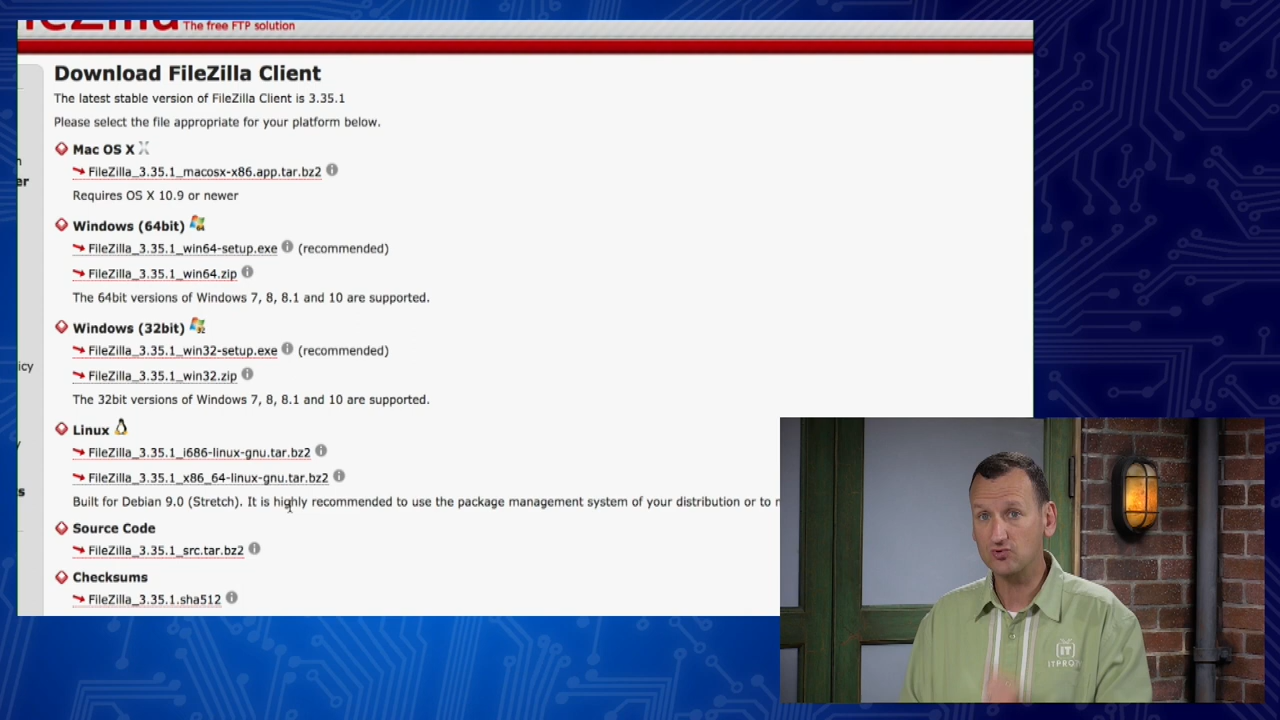 The free FTP solution
Download FileZilla Client
The latest stable version of FileZilla Client is 3.35.1
Please select the file appropriate for your platform below.
Mac OS X
FileZilla_3.35.1_macosx-x86.app.tar.bz2
Requires OS X 10.9 or newer
Windows (64bit)
FileZilla_3.35.1_win64-setup.exe (recommended)
FileZilla_3.35.1_win64.zip
The 64bit versions of Windows 7, 8, 8.1 and 10 are supported.
Windows (32bit)
FileZilla_3.35.1_win32-setup.exe (recommended)
FileZilla_3.35.1_win32.zip
The 32bit versions of Windows 7, 8, 8.1 and 10 are supported.
icy
Linux
FileZilla_3.35.1_i686-linux-gnu.tar.bz2
FileZilla_3.35.1_x86_64-linux-gnu.tar.bz2
Built for Debian 9.0 (Stretch). It is highly recommended to use the package management system of your distribution or to
Source Code
FileZilla_3.35.1_src.tar.bz2
Checksums
FileZilla_3.35.1.sha512
IT
ITPRO